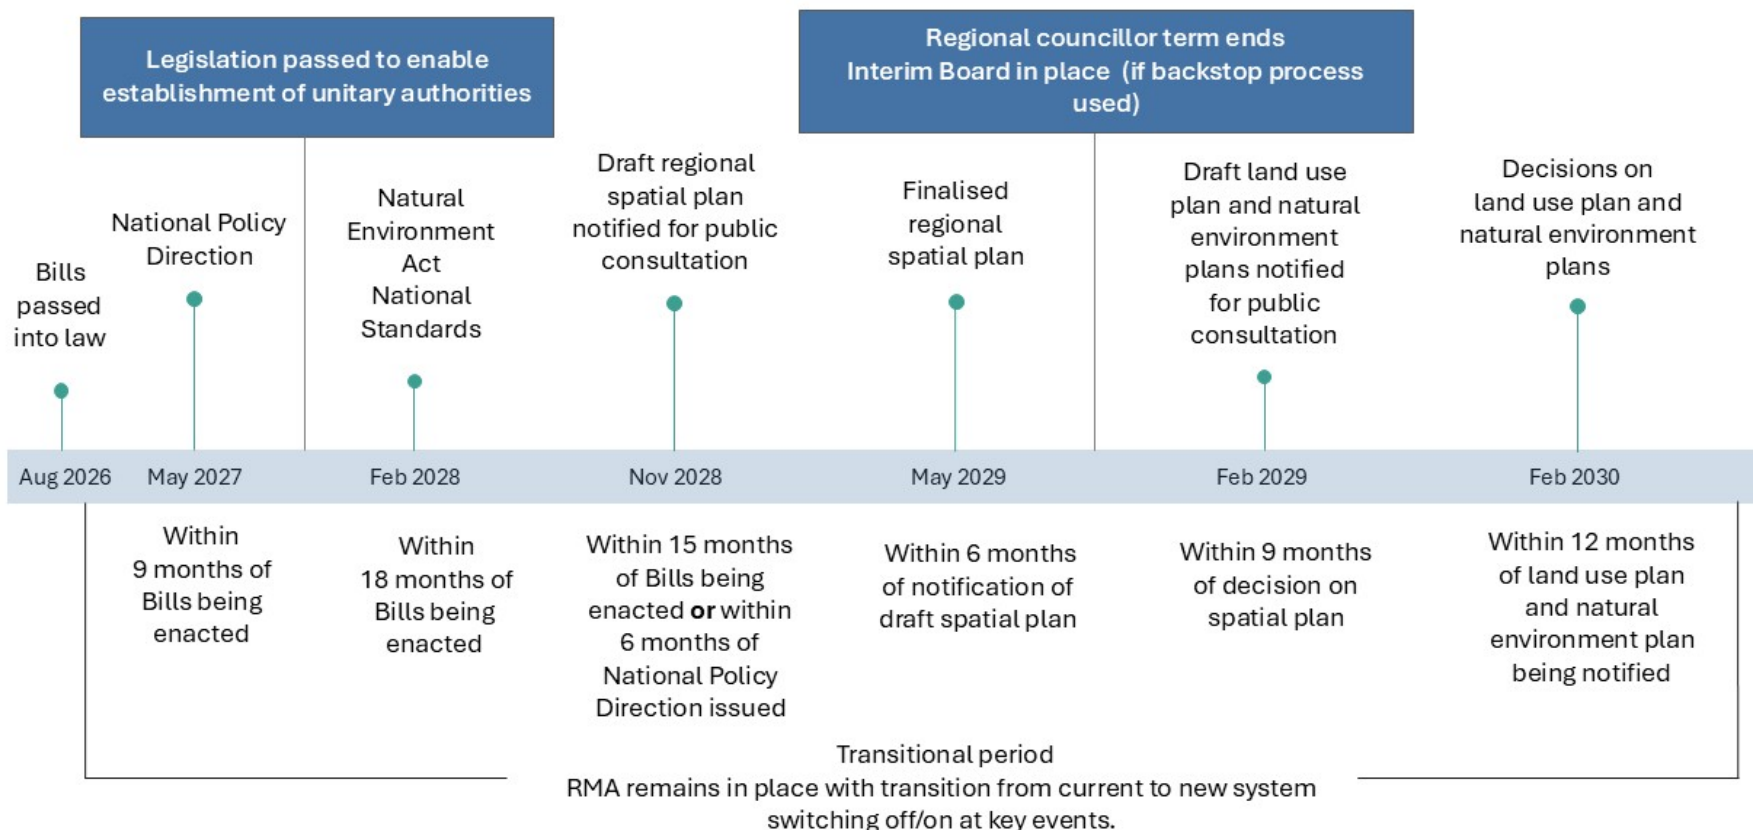 Legislation passed to enable
establishment of unitary authorities
Regional councillor term ends
Interim Board in place (if backstop process
used)
Bills
passed
into law
National Policy
Direction
Natural
Environment
Act
National
Standards
Draft regional
spatial plan
notified for public
consultation
Finalised
regional
spatial plan
Draft land use
plan and natural
environment
plans notified
for public
consultation
Decisions on
land use plan and
natural environment
plans
Aug 2026
May 2027
Feb 2028
Nov 2028
May 2029
Feb 2029
Feb 2030
Within
9 months of
Bills being
enacted
Within
18 months of
Bills being
enacted
Within 15 months
of Bills being
enacted or within
6 months of
National Policy
Direction issued
Within 6 months
of notification of
draft spatial plan
Within 9 months
of decision on
spatial plan
Within 12 months
of land use plan
and natural
environment plan
being notified
Transitional period
RMA remains in place with transition from current to new system
switching off/on at key events.